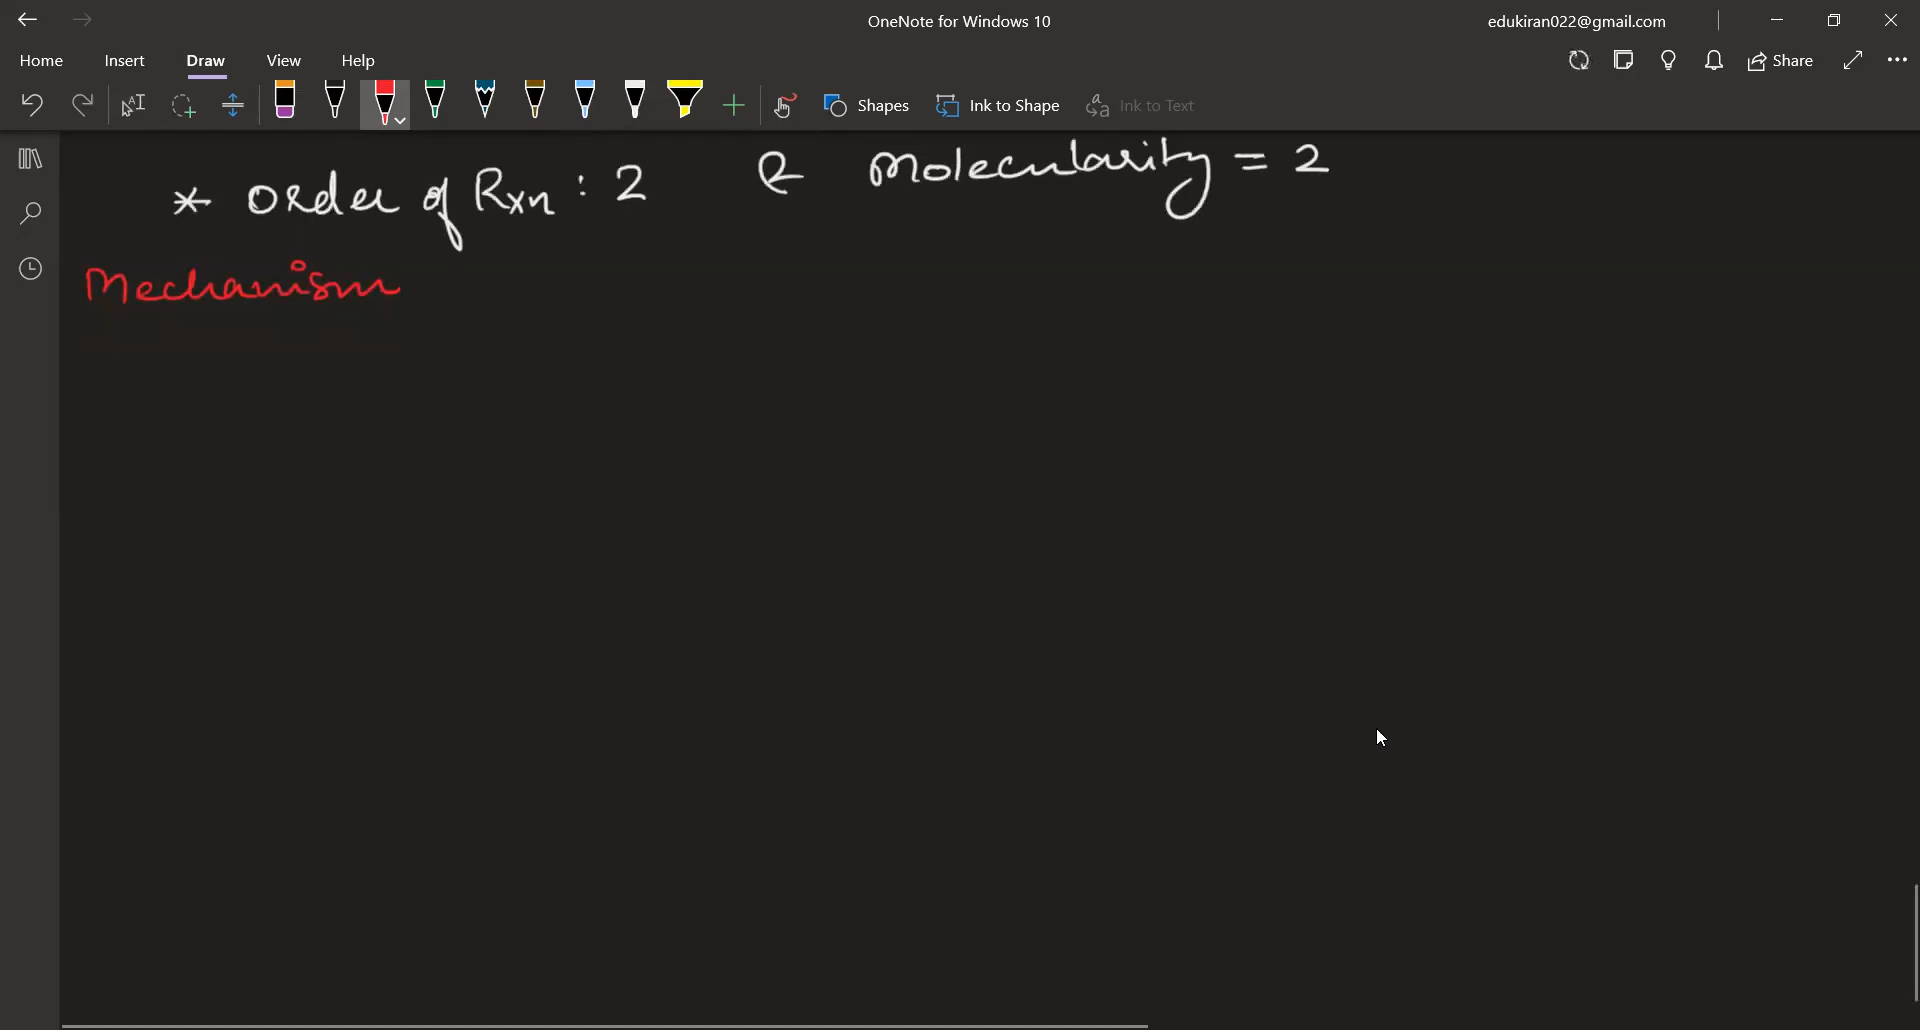 OneNote for Windows 10
edukiran022@gmail.com
Home Insert Draw View Help
Share
Shapes Ink to Shape Ink to Text
* Order of Rxn : 2 & Molecularity = 2
Mechanism